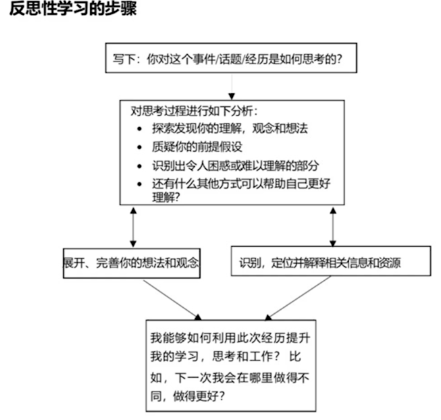 反思性学习的步骤
写下：你对这个事件/话题/经历是如何思考的?
对思考过程进行如下分析：
• 探索发现你的理解，观念和想法
• 质疑你的前提假设
• 识别出令人困惑或难以理解的部分
• 还有什么其他方式可以帮助自己更好
理解?
展开、完善你的想法和观念
识别，定位并解释相关信息和资源
我能够如何利用此次经历提升
我的学习，思考和工作？ 比
如，下一次我会在哪里做得不
同，做得更好?